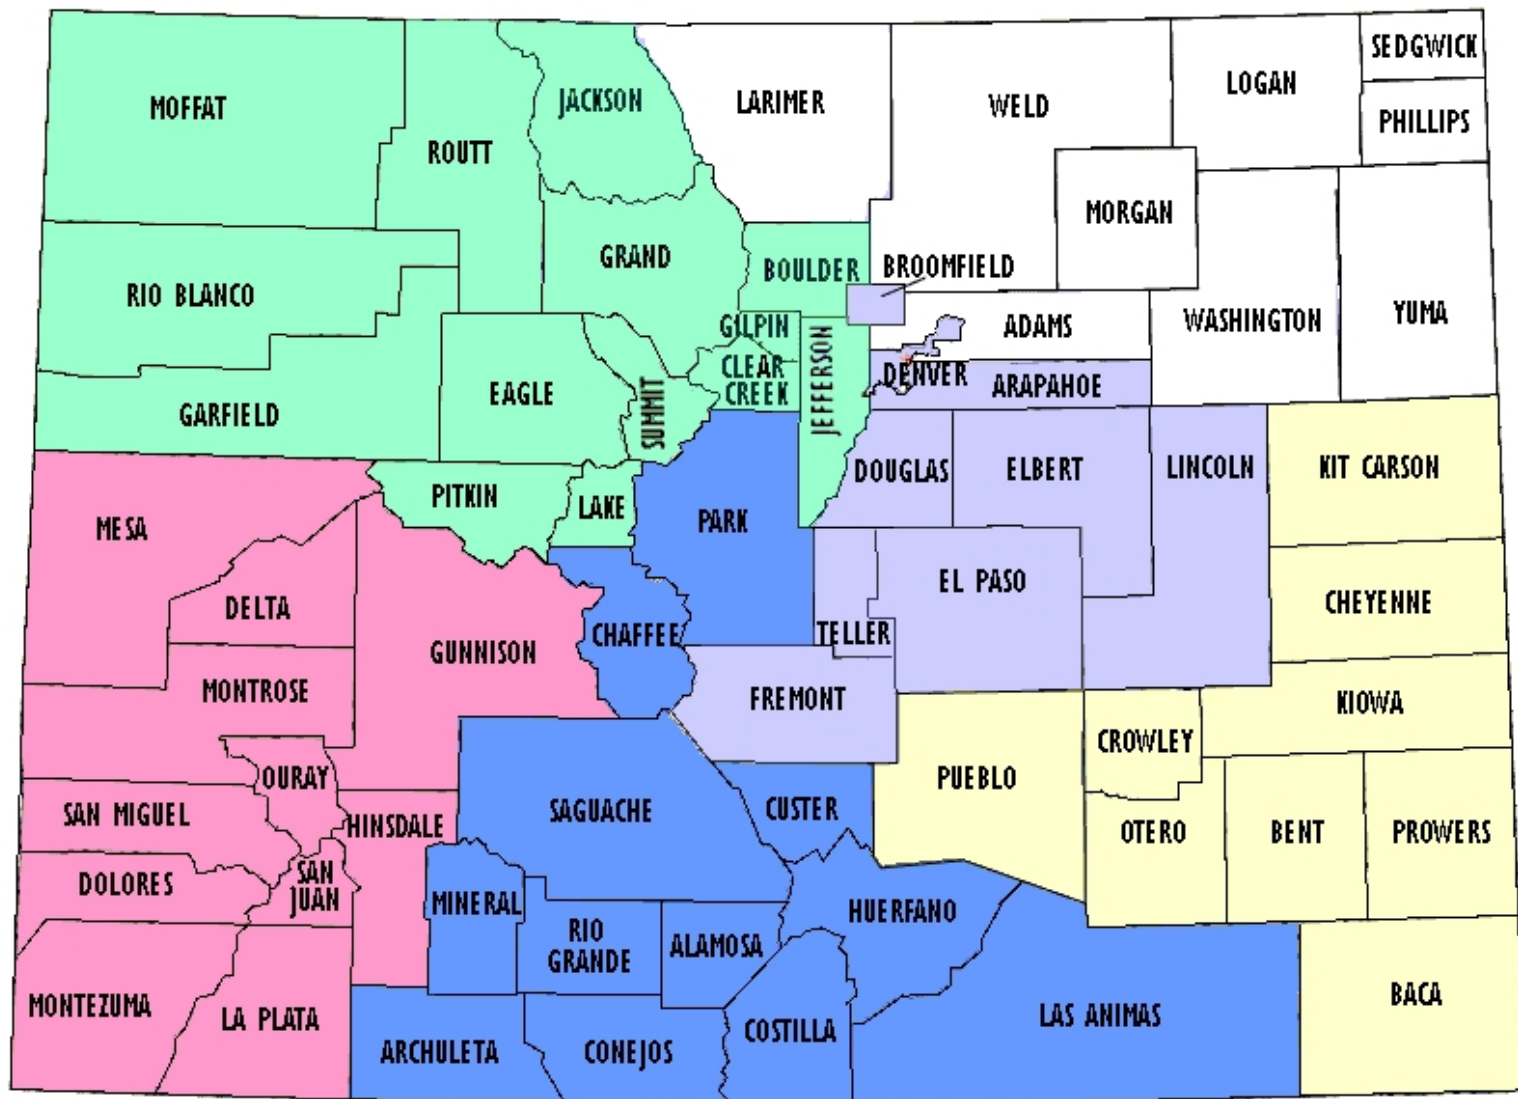 SEDGWICK
LOGAN
MOFFAT
JACKSON
LARIMER
WELD
PHILLIPS
ROUTT
MORGAN
GRAND
BOULDER
BROOMFIELD
RIO BLANCO
GILPIN
ADAMS
WASHINGTON
YUMA
CLEAR
CREEK
JEFFERSON
DENVER
ARAPAHOE
EAGLE
SUMMIT
GARFIELD
DOUGLAS
ELBERT
LINCOLN
KIT CARSON
PITKIN
LAKE
PARK
MESA
EL PASO
DELTA
CHEYENNE
CHAFFEE
TELLER
GUNNISON
MONTROSE
FREMONT
KIOWA
CROWLEY
OURAY
PUEBLO
SAN MIGUEL
HINSDALE
SAGUACHE
CUSTER
OTERO
BENT
PROWERS
DOLORES
SAN
JUAN
MINERAL
HUERFANO
RIO
GRANDE
ALAMOSA
MONTEZUMA
LA PLATA
BACA
LAS ANIMAS
COSTILLA
ARCHULETA
CONEJOS